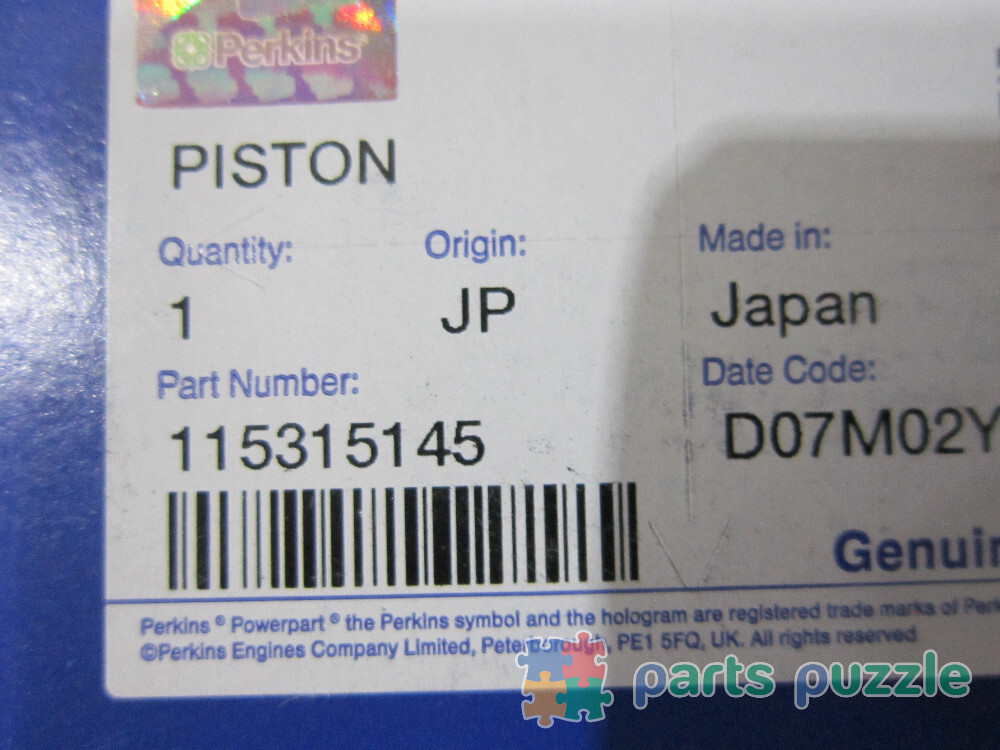 Perkins
PISTON
Quantity: Origin: Made in:
1 JP Japan
Part Number: Date Code:
115315145 D07M02Y
Genuin
Perkins ® Powerpart ® the Perkins symbol and the hologram are registered trade marks of Perk
©Perkins Engines Company Limited, Peterborough, PE1 5FQ, UK. All rights reserved
parts puzzle